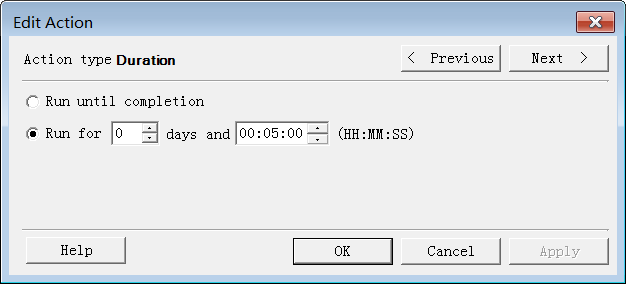 Edit Action
Action type Duration
< Previous
Next >
Run until completion
Run for 0 days and 00:05:00 (HH:MM:SS)
Help
OK
Cancel
Apply